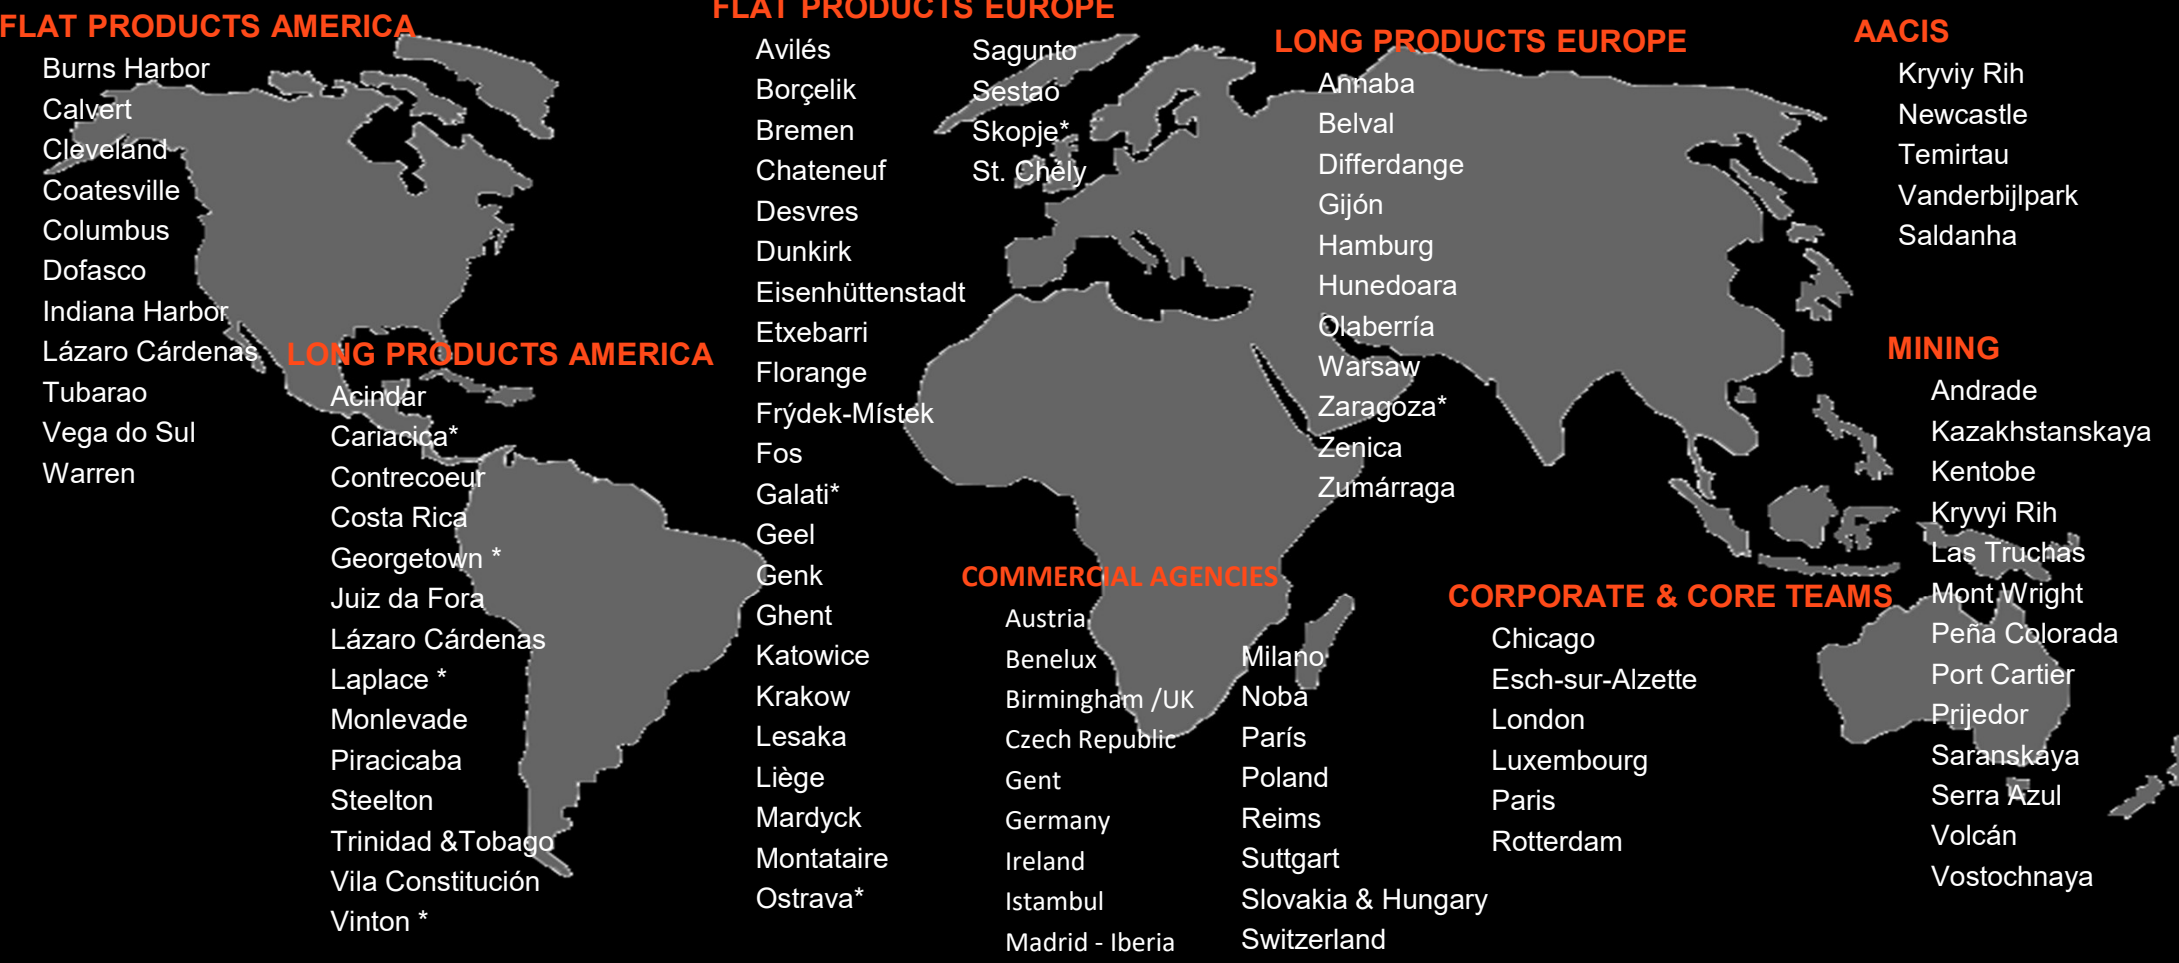 FLAT PRODUCTS AMERICA
Burns Harbor
Calvert
Cleveland
Coatesville
Columbus
Dofasco
Indiana Harbor
Lázaro Cárdenas
Tubarao
Vega do Sul
Warren
LONG PRODUCTS AMERICA
Acindar
Cariacica*
Contrecoeur
Costa Rica
Georgetown *
Juiz da Fora
Lázaro Cárdenas
Laplace *
Monlevade
Piracicaba
Steelton
Trinidad &Tobago
Vila Constitución
Vinton *
FLAT PRODUCTS EUROPE
Avilés
Borçelik
Bremen
Chateneuf
Desvres
Dunkirk
Eisenhüttenstadt
Etxebarri
Florange
Frýdek-Místek
Fos
Galati*
Geel
Genk
Ghent
Katowice
Krakow
Lesaka
Liège
Mardyck
Montataire
Ostrava*
Sagunto
Sestao
Skopje*
St. Chély
COMMERCIAL AGENCIES
Austria
Benelux
Birmingham /UK
Czech Republic
Gent
Germany
Ireland
Istambul
Madrid - Iberia
Milano
Noba
París
Poland
Reims
Suttgart
Slovakia & Hungary
Switzerland
LONG PRODUCTS EUROPE
Annaba
Belval
Differdange
Gijón
Hamburg
Hunedoara
Olaberría
Warsaw
Zaragoza*
Zenica
Zumárraga
CORPORATE & CORE TEAMS
Chicago
Esch-sur-Alzette
London
Luxembourg
Paris
Rotterdam
AACIS
Kryviy Rih
Newcastle
Temirtau
Vanderbijlpark
Saldanha
MINING
Andrade
Kazakhstanskaya
Kentobe
Kryvyi Rih
Las Truchas
Mont Wright
Peña Colorada
Port Cartier
Prijedor
Saranskaya
Serra Azul
Volcán
Vostochnaya